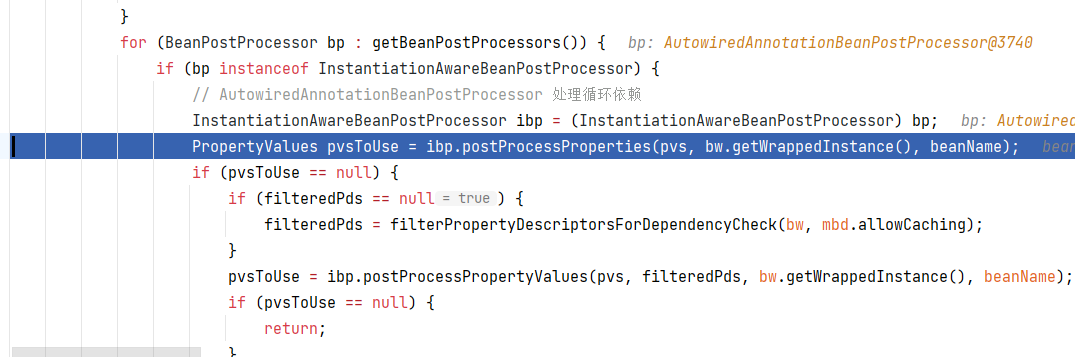 }
for (BeanPostProcessor bp : getBeanPostProcessors()) { bp: AutowiredAnnotationBeanPostProcessor@3740
if (bp instanceof InstantiationAwareBeanPostProcessor) {
// AutowiredAnnotationBeanPostProcessor 处理循环依赖
InstantiationAwareBeanPostProcessor ibp = (InstantiationAwareBeanPostProcessor) bp; bp: Autowired
PropertyValues pvsToUse = ibp.postProcessProperties(pvs, bw.getWrappedInstance(), beanName); bean
if (pvsToUse == null) {
if (filteredPds == null = true ) {
filteredPds = filterPropertyDescriptorsForDependencyCheck(bw, mbd.allowCaching);
}
pvsToUse = ibp.postProcessPropertyValues(pvs, filteredPds, bw.getWrappedInstance(), beanName);
if (pvsToUse == null) {
return;
}